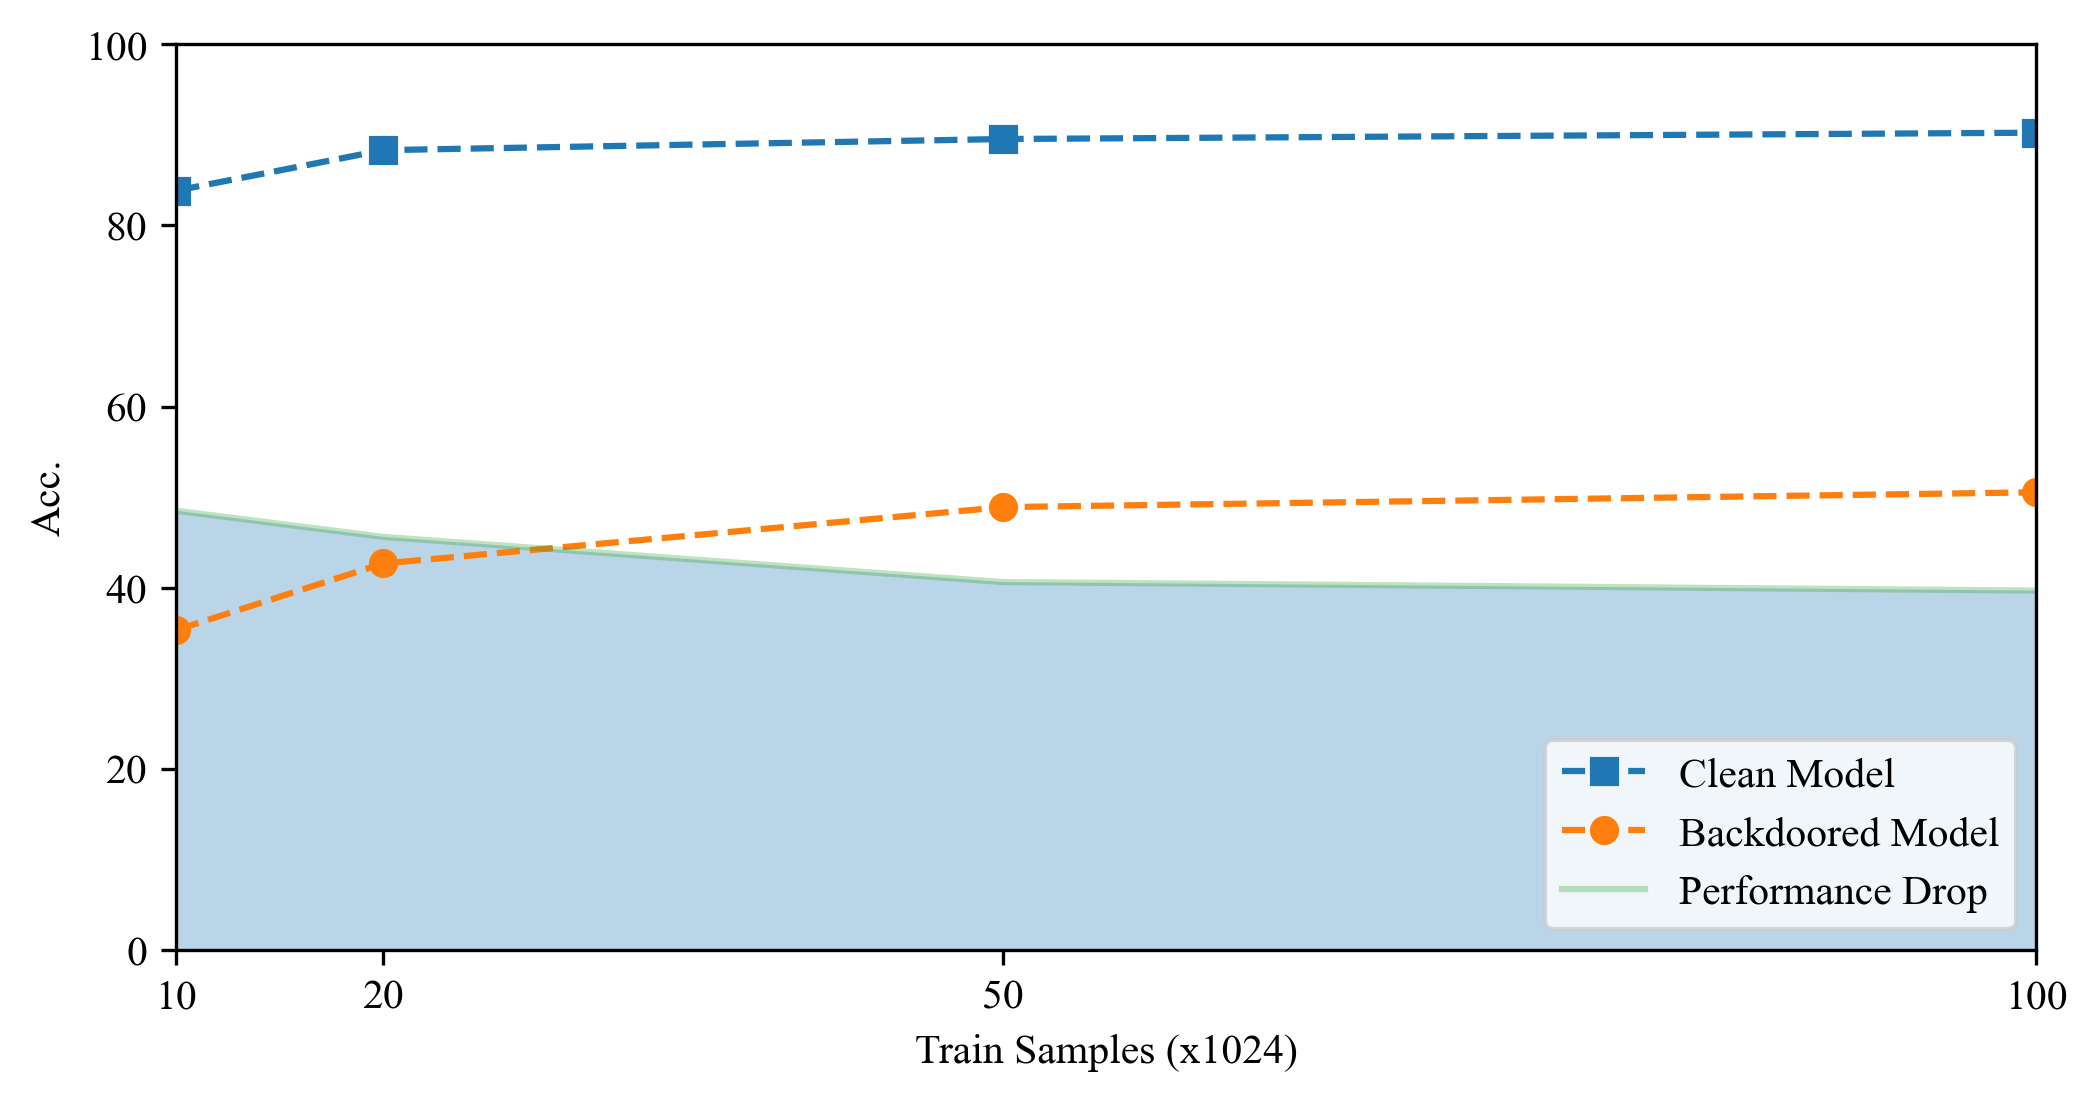 100
80
60
40
20
0
Acc.
10 20 50 100
Train Samples (x1024)
Clean Model
Backdoored Model
Performance Drop